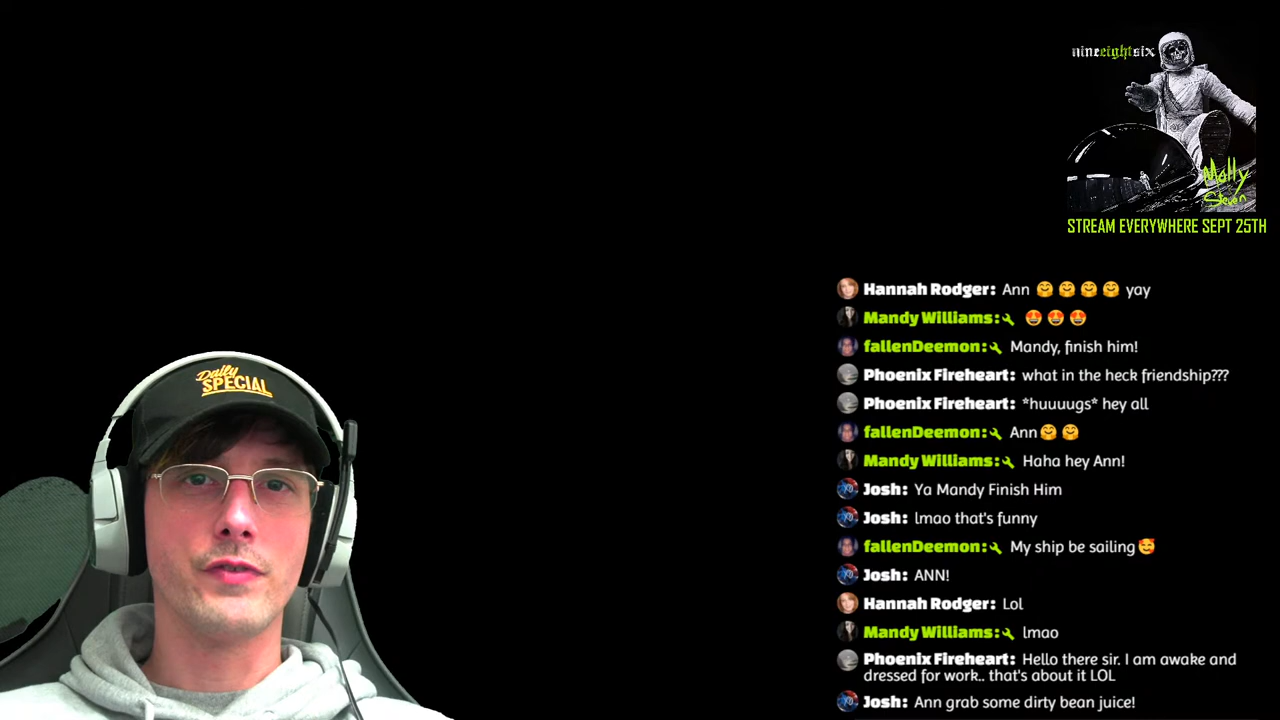 nineeightsix
Molly
Steven
STREAM EVERYWHERE SEPT 25TH
Daily
SPECIAL
Hannah Rodger: Ann 🤗 🤗 🤗 🤗 yay
Mandy Williams: 🤩 🤩 🤩
fallenDeemon: Mandy, finish him!
Phoenix Fireheart: what in the heck friendship???
Phoenix Fireheart: *huuuugs* hey all
fallenDeemon: Ann🤗 🤗
Mandy Williams: Haha hey Ann!
Josh: Ya Mandy Finish Him
Josh: lmao that's funny
fallenDeemon: My ship be sailing🥰
Josh: ANN!
Hannah Rodger: Lol
Mandy Williams: lmao
Phoenix Fireheart: Hello there sir. I am awake and
dressed for work.. that's about it LOL
Josh: Ann grab some dirty bean juice!